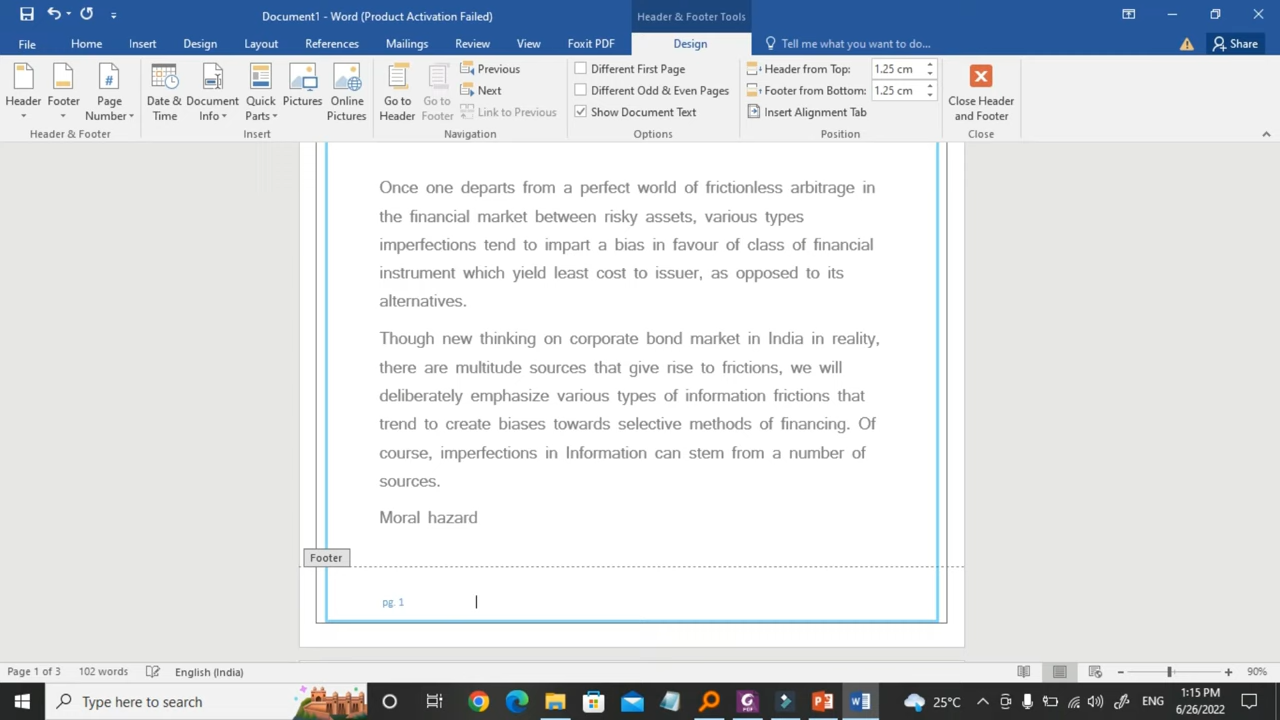 Document1 - Word (Product Activation Failed)
Header & Footer Tools
File
Home
Insert
Design
Layout
References
Mailings
Review
View
Foxit PDF
Design
Tell me what you want to do...
Share
Header
Footer
Page Number
Header & Footer
Date & Time
Document Info
Quick Parts
Pictures
Online Pictures
Insert
Go to Header
Go to Footer
Previous
Next
Link to Previous
Navigation
Different First Page
Different Odd & Even Pages
Show Document Text
Options
Header from Top: 1.25 cm
Footer from Bottom: 1.25 cm
Insert Alignment Tab
Position
Close Header and Footer
Close
Once one departs from a perfect world of frictionless arbitrage in
the financial market between risky assets, various types
imperfections tend to impart a bias in favour of class of financial
instrument which yield least cost to issuer, as opposed to its
alternatives.
Though new thinking on corporate bond market in India in reality,
there are multitude sources that give rise to frictions, we will
deliberately emphasize various types of information frictions that
trend to create biases towards selective methods of financing. Of
course, imperfections in Information can stem from a number of
sources.
Moral hazard
Footer
pg. 1
Page 1 of 3
102 words
English (India)
90%
Type here to search
25°C
ENG
1:15 PM
6/26/2022